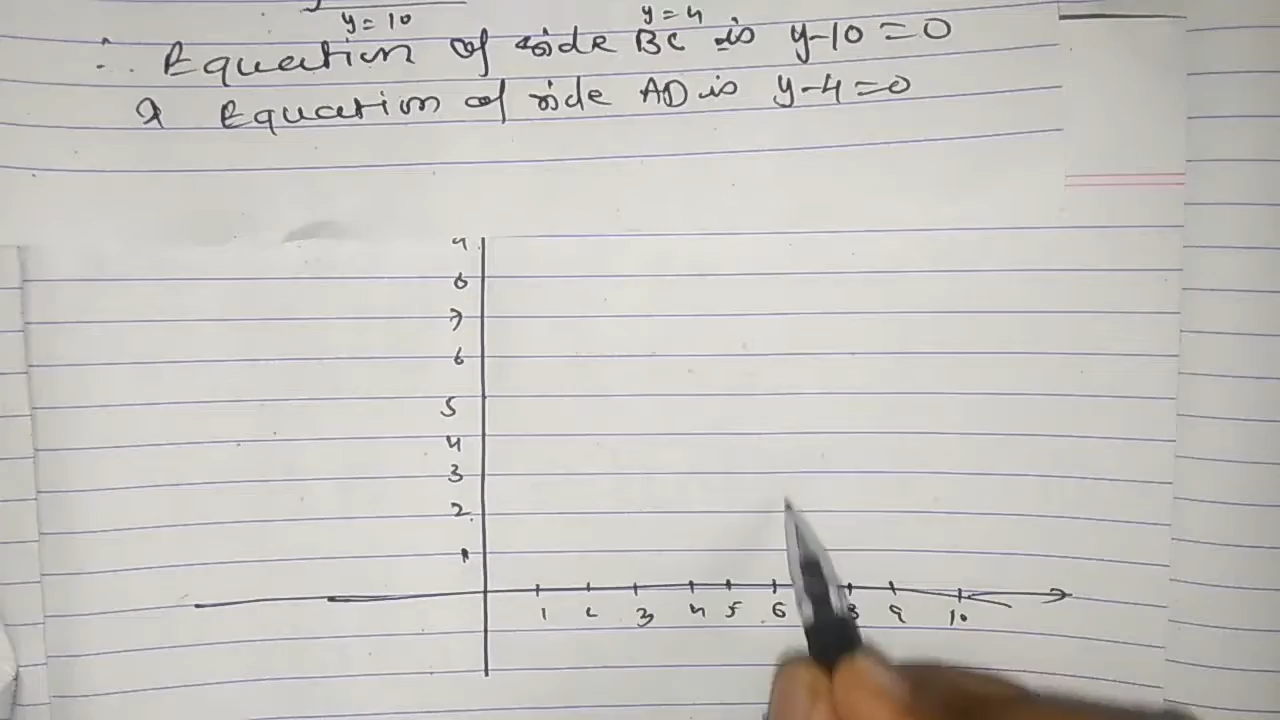 y = 10
y = 4
∴ Equation of side BC is y-10 = 0
& Equation of side AD is y-4 = 0
9
8
7
6
5
4
3
2
1
1 2 3 4 5 6 8 9 10